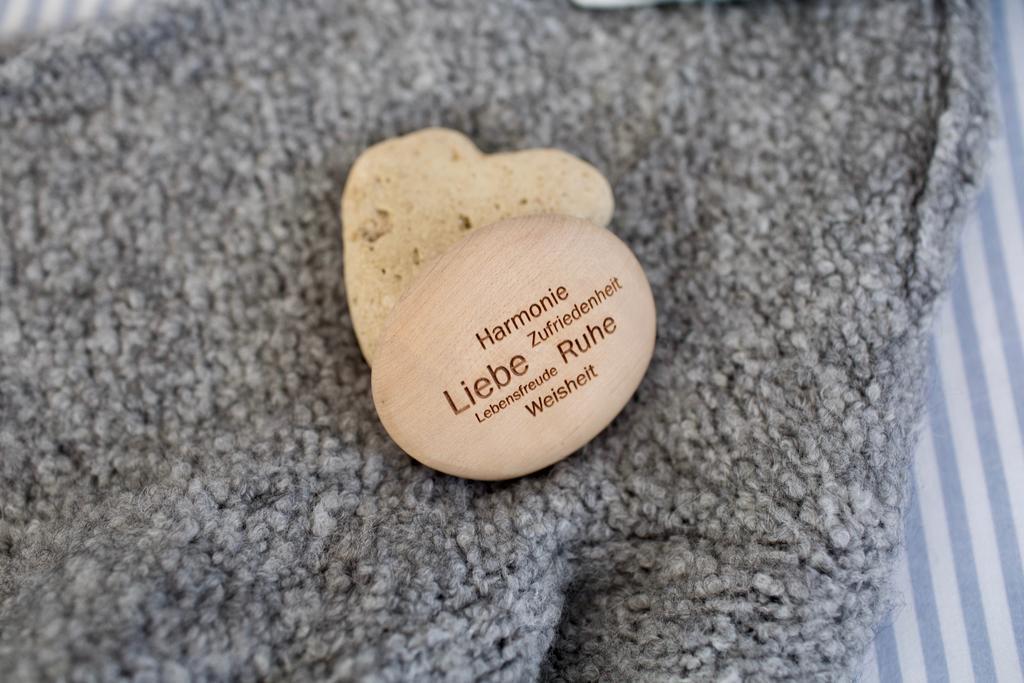 Harmonie
Zufriedenheit
Liebe Ruhe
Lebensfreude
Weisheit